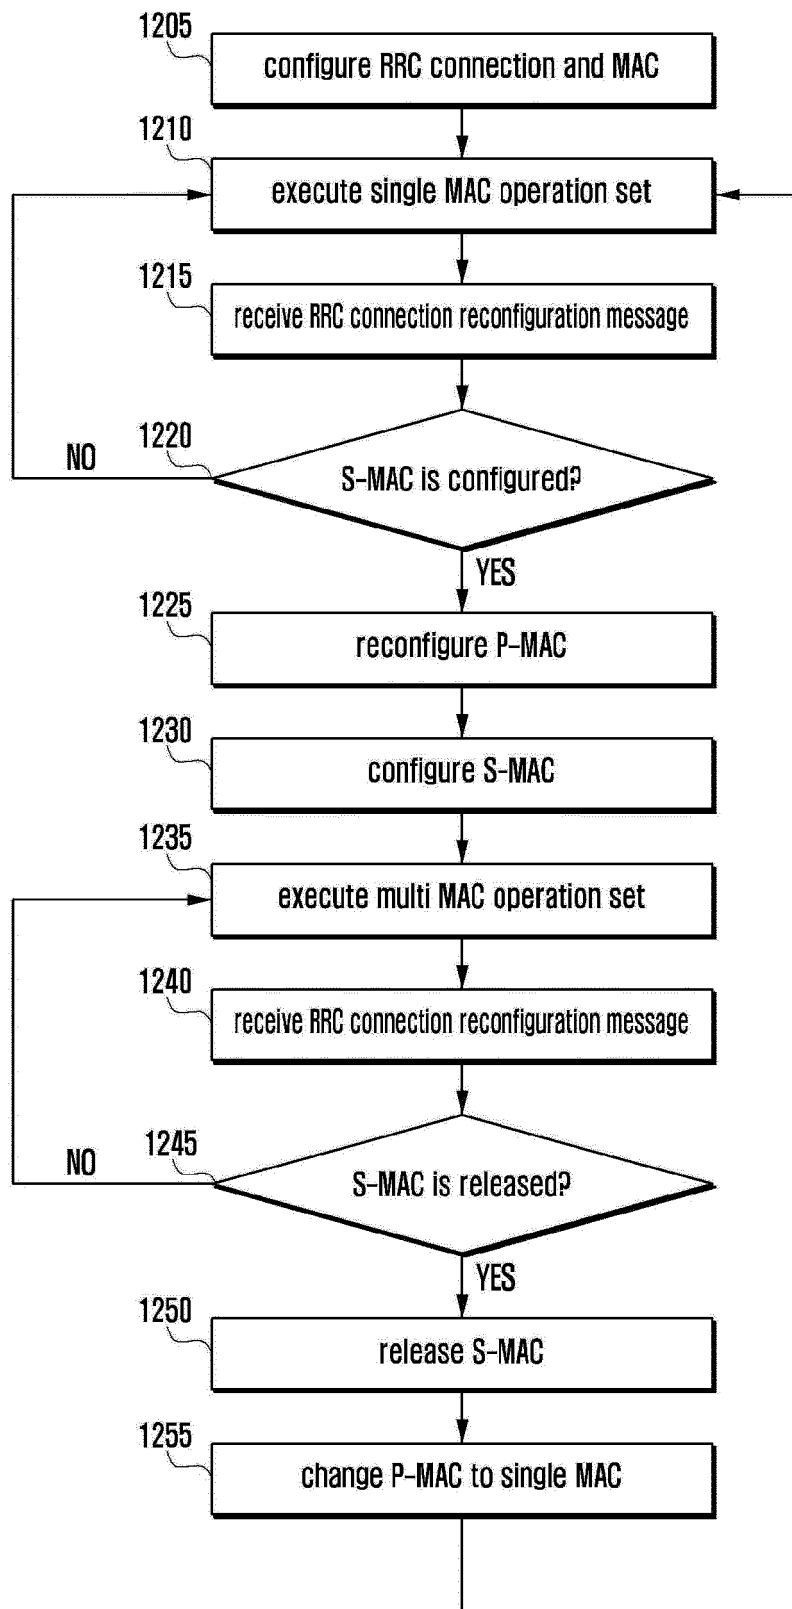 1205
configure RRC connection and MAC
1210
execute single MAC operation set
1215
receive RRC connection reconfiguration message
1220
NO
S-MAC is configured?
YES
1225
reconfigure P-MAC
1230
configure S-MAC
1235
execute multi MAC operation set
1240
receive RRC connection reconfiguration message
1245
NO
S-MAC is released?
YES
1250
release S-MAC
1255
change P-MAC to single MAC